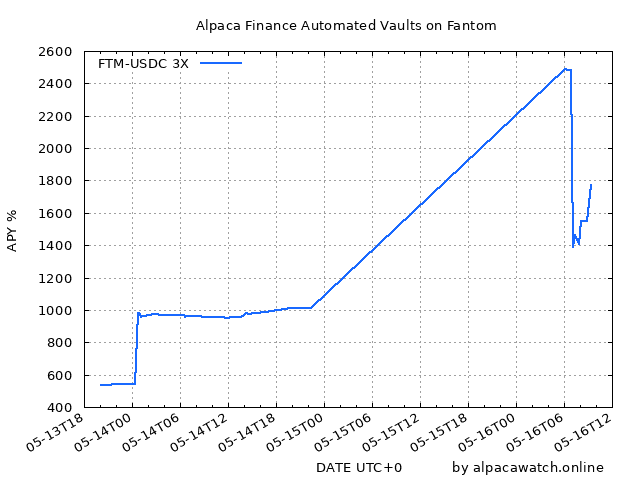 Alpaca Finance Automated Vaults on Fantom
FTM-USDC 3X
2600
2400
2200
2000
1800
1600
1400
1200
1000
800
600
400
APY %
05-13T18
05-14T00
05-14T06
05-14T12
05-14T18
05-15T00
05-15T06
05-15T12
05-15T18
05-16T00
05-16T06
05-16T12
DATE UTC+0
by alpacawatch.online